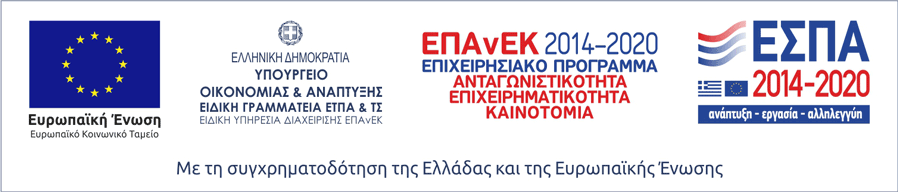 Ευρωπαϊκή Ένωση
Ευρωπαϊκό Κοινωνικό Ταμείο
ΕΛΛΗΝΙΚΗ ΔΗΜΟΚΡΑΤΙΑ
ΥΠΟΥΡΓΕΙΟ
ΟΙΚΟΝΟΜΙΑΣ & ΑΝΑΠΤΥΞΗΣ
ΕΙΔΙΚΗ ΓΡΑΜΜΑΤΕΙΑ ΕΤΠΑ & ΤΣ
ΕΙΔΙΚΗ ΥΠΗΡΕΣΙΑ ΔΙΑΧΕΙΡΙΣΗΣ ΕΠΑνΕΚ
ΕΠΑνΕΚ 2014–2020
ΕΠΙΧΕΙΡΗΣΙΑΚΟ ΠΡΟΓΡΑΜΜΑ
ΑΝΤΑΓΩΝΙΣΤΙΚΟΤΗΤΑ
ΕΠΙΧΕΙΡΗΜΑΤΙΚΟΤΗΤΑ
ΚΑΙΝΟΤΟΜΙΑ
ΕΣΠΑ
2014-2020
ανάπτυξη - εργασία - αλληλεγγύη
Με τη συγχρηματοδότηση της Ελλάδας και της Ευρωπαϊκής Ένωσης